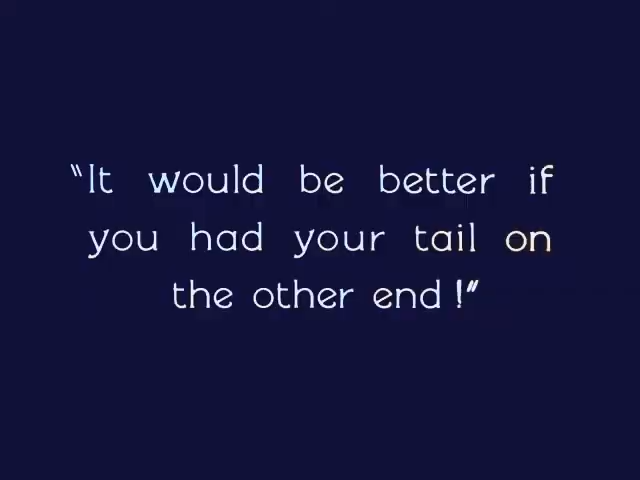 "It would be better if
you had your tail on
the other end!"